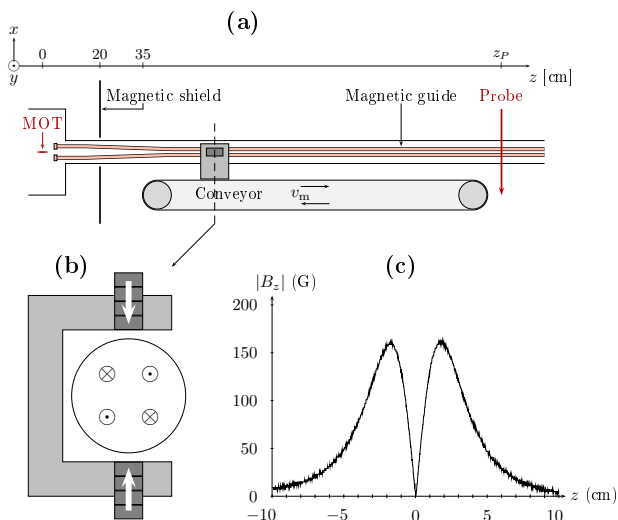 (a)
x
y
0
20
35
z_P
z [cm]
Magnetic shield
Magnetic guide
Probe
MOT
Conveyor
v_m
(b)
(c)
|B_z| (G)
200
150
100
50
0
−10
−5
0
5
10
z (cm)